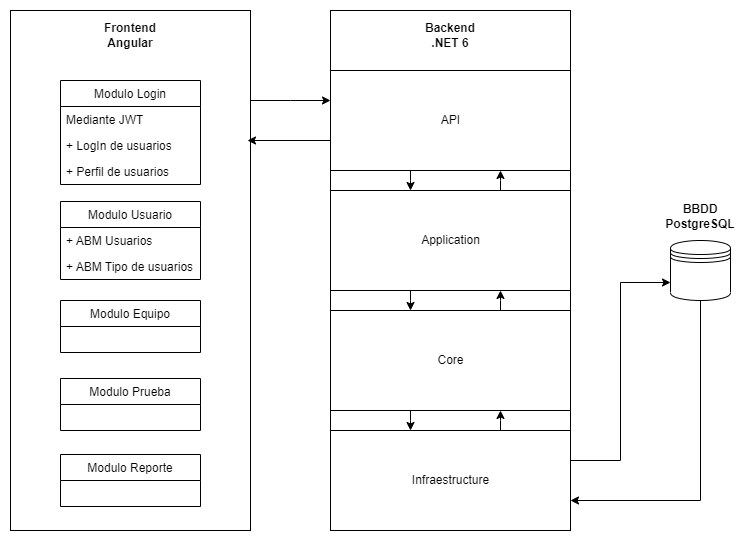 Frontend
Angular
Modulo Login
Mediante JWT
+ LogIn de usuarios
+ Perfil de usuarios
Modulo Usuario
+ ABM Usuarios
+ ABM Tipo de usuarios
Modulo Equipo
Modulo Prueba
Modulo Reporte
Backend
.NET 6
API
Application
Core
Infraestructure
BBDD
PostgreSQL